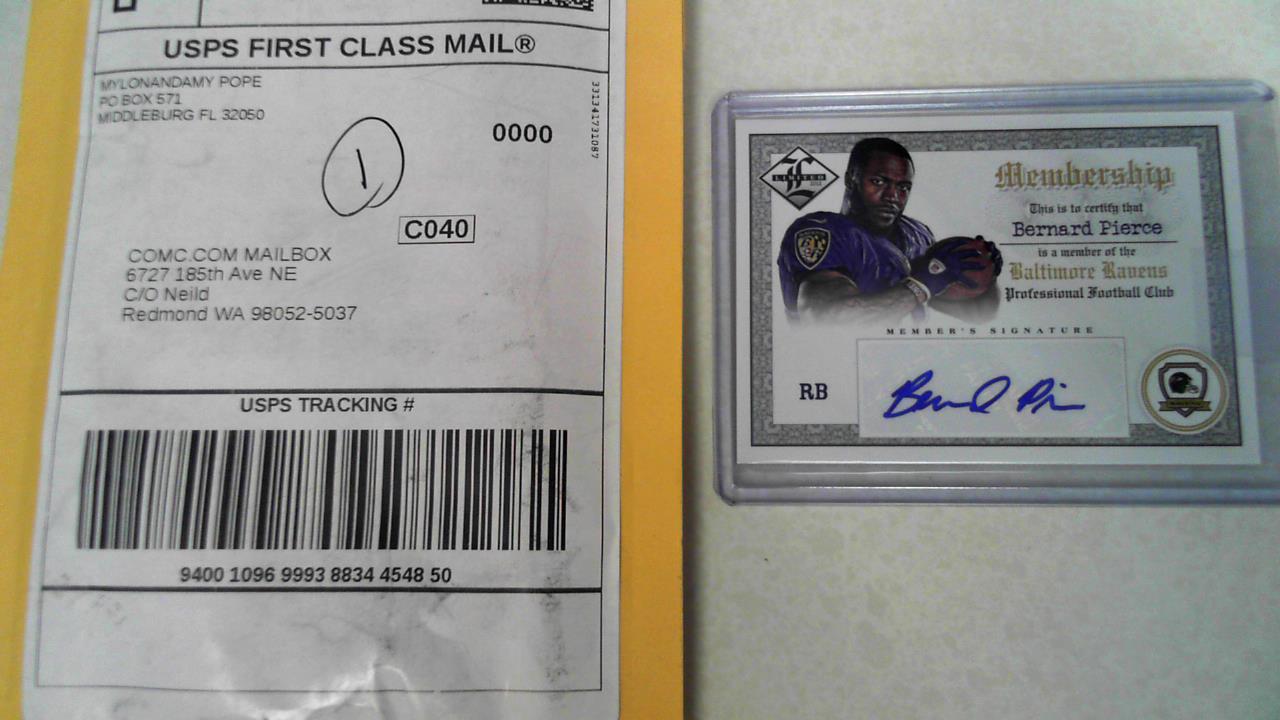 USPS FIRST CLASS MAIL®
MYLONANDAMY POPE
PO BOX 571
MIDDLEBURG FL 32050
331341731087
0000
1
C040
COMC.COM MAILBOX
6727 185th Ave NE
C/O Neild
Redmond WA 98052-5037
USPS TRACKING #
9400 1096 9993 8834 4548 50
LIMITED
Membership
This is to certify that
Bernard Pierce
is a member of the
Baltimore Ravens
Professional Football Club
MEMBER'S SIGNATURE
RB